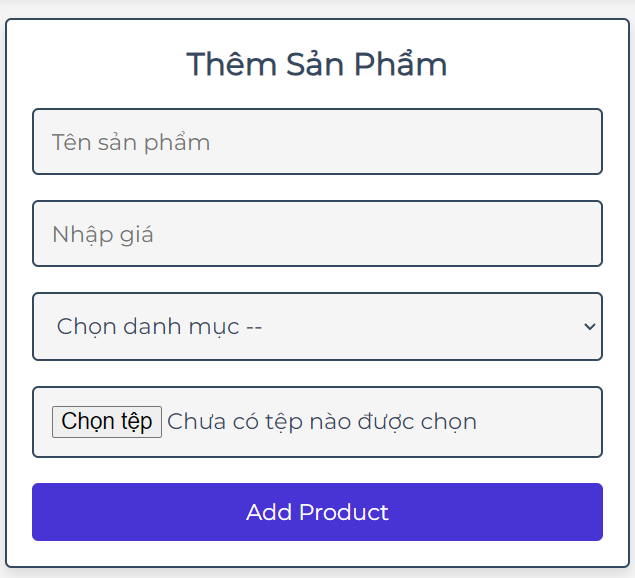 Thêm Sản Phẩm
Tên sản phẩm
Nhập giá
Chọn danh mục --
Chọn tệp Chưa có tệp nào được chọn
Add Product